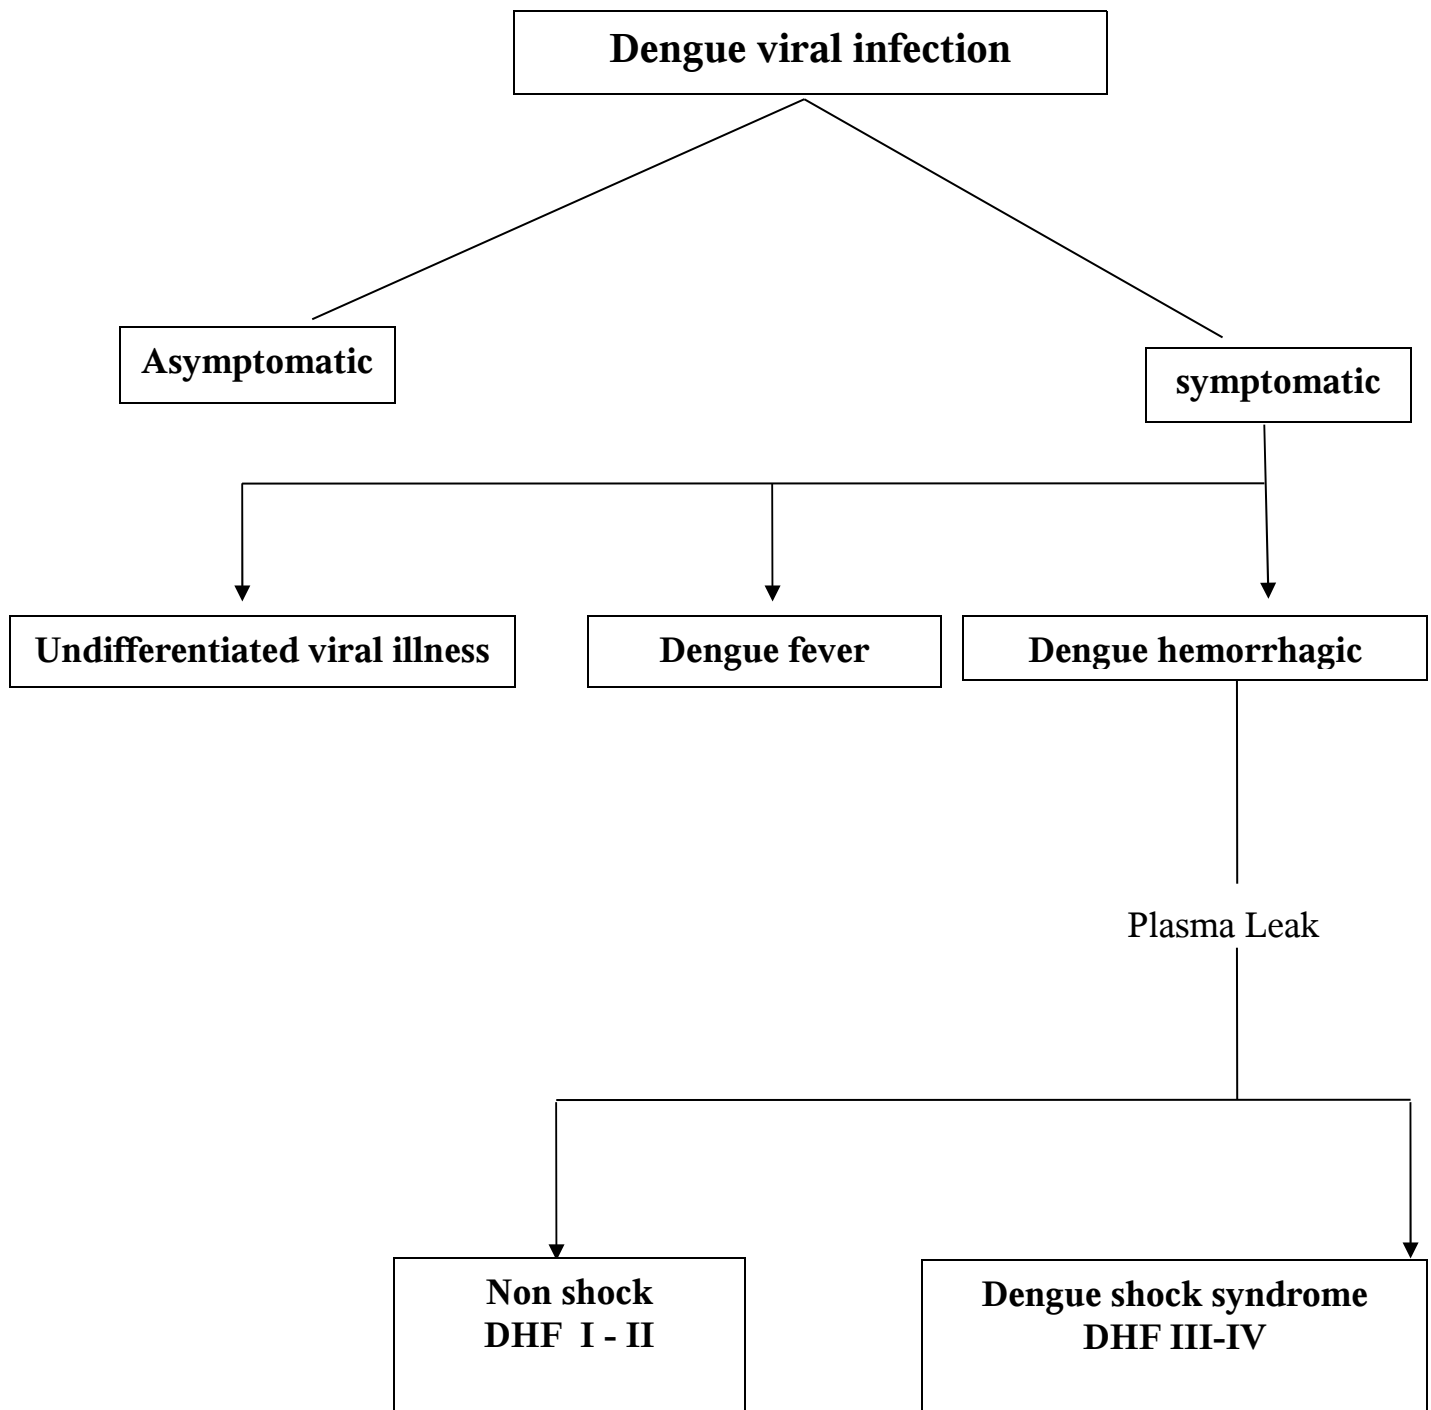 Dengue viral infection
Asymptomatic
symptomatic
Undifferentiated viral illness
Dengue fever
Dengue hemorrhagic
Plasma Leak
Non shock
DHF I - II
Dengue shock syndrome
DHF III-IV